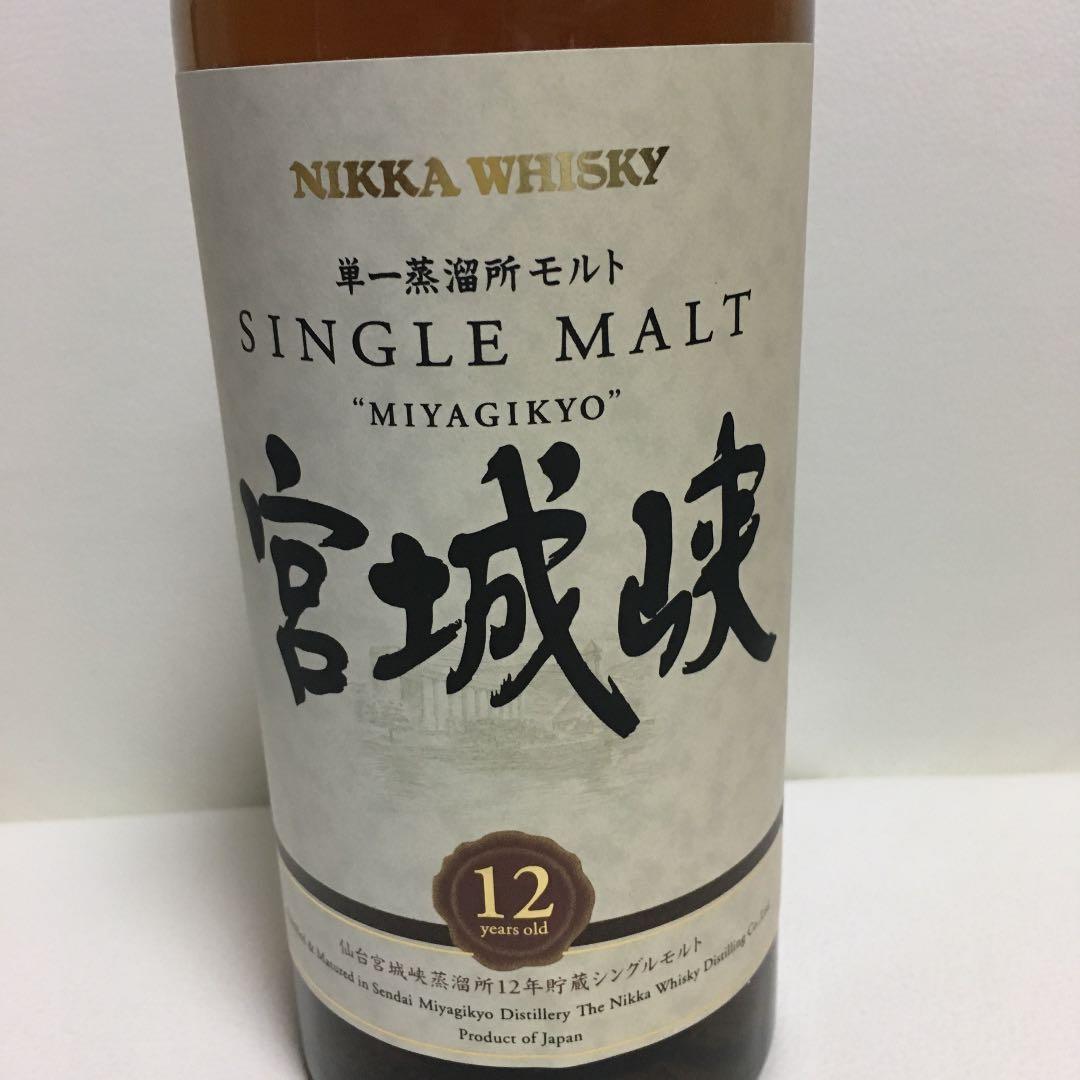 NIKKA WHISKY
単一蒸溜所モルト
SINGLE MALT
“MIYAGIKYO”
宮城峡
12
years old
仙台宮城峡蒸溜所12年貯蔵シングルモルト
& Matured in Sendai Miyagikyo Distillery The Nikka Whisky Distilling Co.,Ltd.
Product of Japan